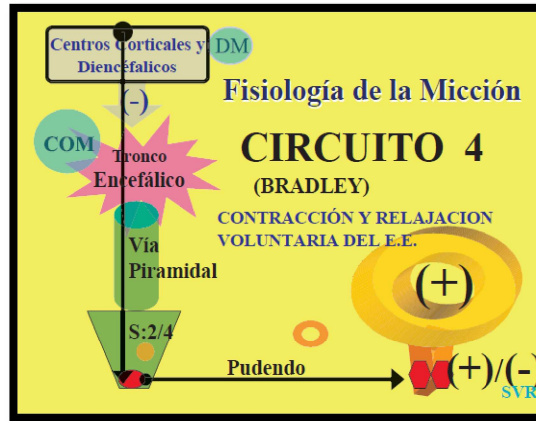 Centros Corticales y
Diencéfalicos
DM
(-)
Fisiología de la Micción
COM
Tronco
Encefálico
CIRCUITO 4
(BRADLEY)
CONTRACCIÓN Y RELAJACION
VOLUNTARIA DEL E.E.
Vía
Piramidal
(+)
S:2/4
Pudendo
(+)/(-)
SVR